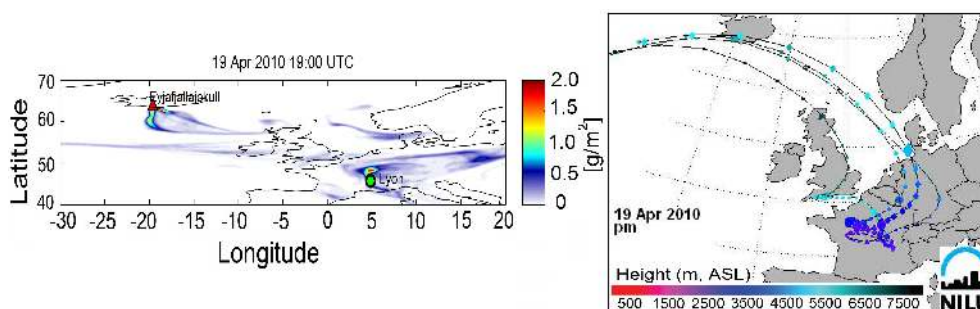 19 Apr 2010 19:00 UTC
Latitude
70
60
50
40
Eyjafjallajokull
Lyon
-30 -25 -20 -15 -10 -5 0 5 10 15 20
Longitude
2.0
1.5
1.0
0.5
0
[g/m²]
19 Apr 2010
pm
Height (m, ASL)
500 1500 2500 3500 4500 5500 6500 7500
NILU